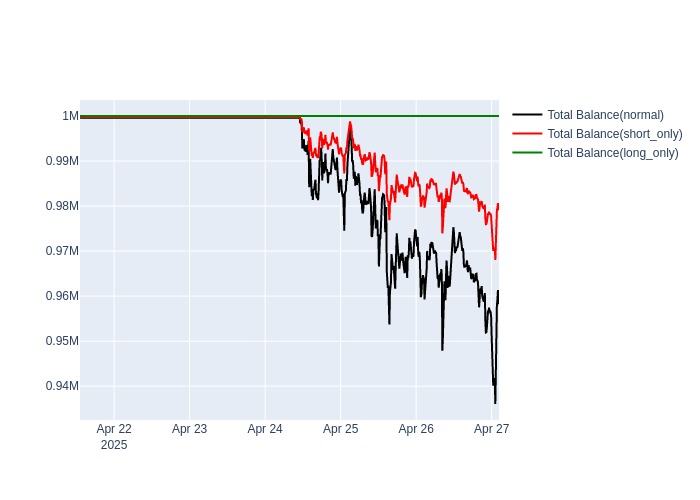 1M
0.99M
0.98M
0.97M
0.96M
0.95M
0.94M
Apr 22
2025
Apr 23
Apr 24
Apr 25
Apr 26
Apr 27
Total Balance(normal)
Total Balance(short_only)
Total Balance(long_only)